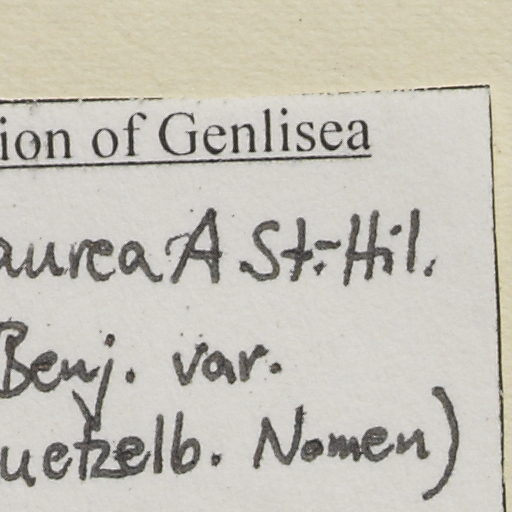 ion of Genlisea
aurea A St.-Hil.
Benj. var.
uetzelb. Nomen)